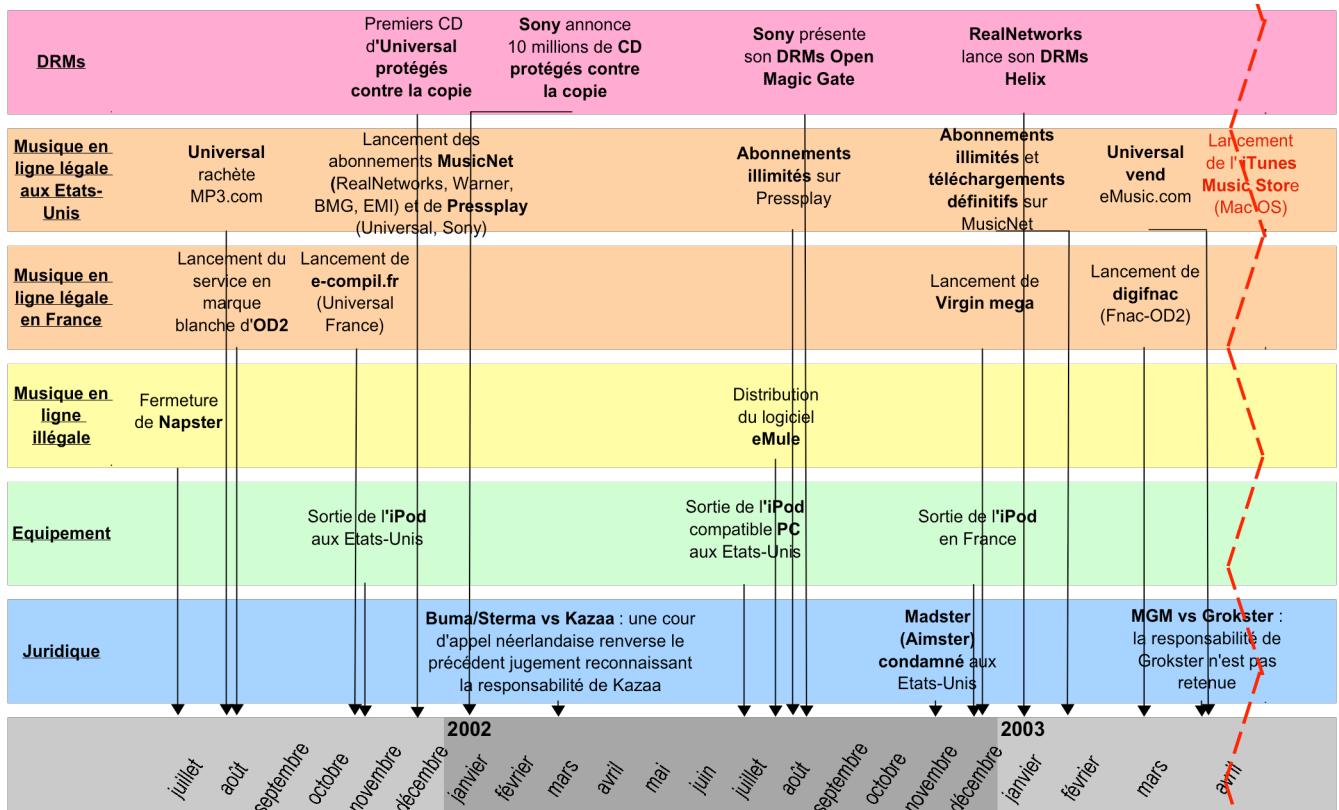 DRMs
Premiers CD
d'Universal
protégés
contre la copie
Sony annonce
10 millions de CD
protégés contre
la copie
Sony présente
son DRMs Open
Magic Gate
RealNetworks
lance son DRMs
Helix
Musique en
ligne légale
aux Etats-
Unis
Universal
rachète
MP3.com
Lancement des
abonnements MusicNet
(RealNetworks, Warner,
BMG, EMI) et de Pressplay
(Universal, Sony)
Abonnements
illimités sur
Pressplay
Abonnements
illimités et
téléchargements
définitifs sur
MusicNet
Universal
vend
eMusic.com
Lancement
de l'iTunes
Music Store
(Mac OS)
Musique en
ligne légale
en France
Lancement du
service en
marque
blanche d'OD2
Lancement de
e-compil.fr
(Universal
France)
Lancement de
Virgin mega
Lancement de
digifnac
(Fnac-OD2)
Musique en
ligne
illégale
Fermeture
de Napster
Distribution
du logiciel
eMule
Equipement
Sortie de l'iPod
aux Etats-Unis
Sortie de l'iPod
compatible PC
aux Etats-Unis
Sortie de l'iPod
en France
Juridique
Buma/Sterma vs Kazaa : une cour
d'appel néerlandaise renverse le
précédent jugement reconnaissant
la responsabilité de Kazaa
Madster
(Aimster)
condamné aux
Etats-Unis
MGM vs Grokster :
la responsabilité de
Grokster n'est pas
retenue
2002
2003
juillet
août
septembre
octobre
novembre
décembre
janvier
février
mars
avril
mai
juin
juillet
août
septembre
octobre
novembre
décembre
janvier
février
mars
avril